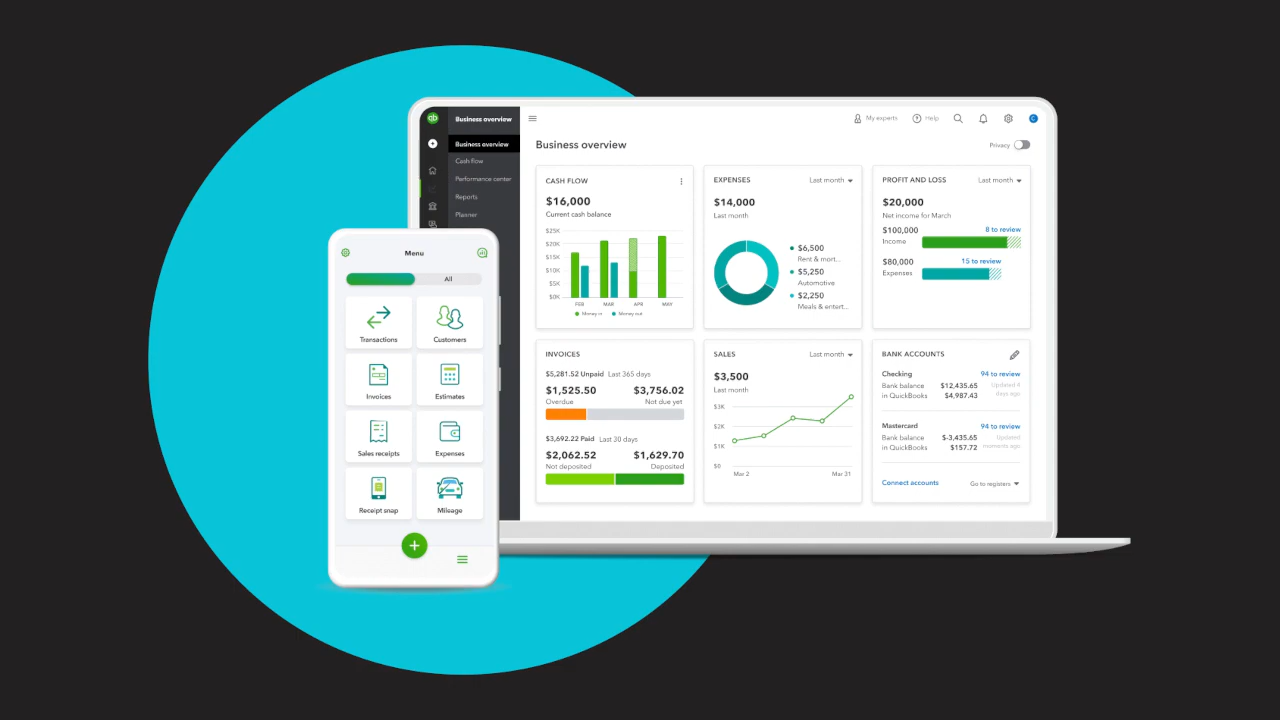 qb
Business overview
Business overview
Cash flow
Performance center
Reports
Planner
My experts
Help
C
Business overview
Privacy
CASH FLOW
$16,000
Current cash balance
$25K
$20K
$15K
$10K
$5K
$0K
FEB MAR APR MAY
Money in Money out
EXPENSES Last month
$14,000
Last month
$6,500
Rent & mort...
$5,250
Automotive
$2,250
Meals & entert...
PROFIT AND LOSS Last month
$20,000
Net income for March
$100,000 8 to review
Income
$80,000 15 to review
Expenses
INVOICES
$5,281.52 Unpaid Last 365 days
$1,525.50 $3,756.02
Overdue Not due yet
$3,692.22 Paid Last 30 days
$2,062.52 $1,629.70
Not deposited Deposited
SALES Last month
$3,500
Last month
$3K
$2K
$1K
$0
Mar 2 Mar 31
BANK ACCOUNTS
Checking 94 to review
Bank balance $12,435.65 Updated 4
in QuickBooks $4,987.43 days ago
Mastercard 94 to review
Bank balance $-3,435.65 Updated
in QuickBooks $157.72 moments ago
Connect accounts Go to registers
Menu
All
Transactions Customers
Invoices Estimates
Sales receipts Expenses
Receipt snap Mileage